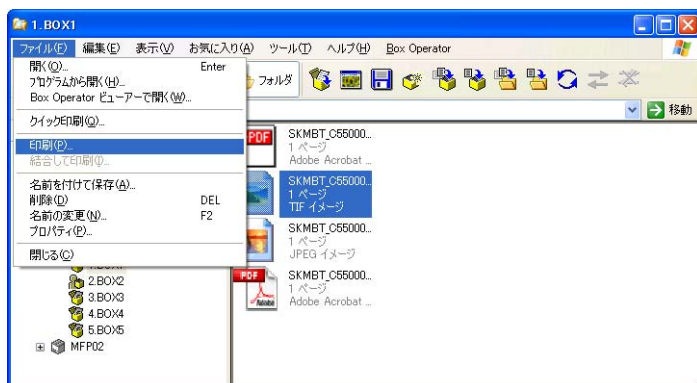 1.BOX1
ファイル(F) 編集(E) 表示(V) お気に入り(A) ツール(T) ヘルプ(H) Box Operator
開く(O)... Enter
プログラムから開く(H)...
Box Operator ビューアーで開く(W)...
クイック印刷(Q)...
印刷(P)...
結合して印刷(I)...
名前を付けて保存(A)...
削除(D) DEL
名前の変更(N)... F2
プロパティ(P)...
閉じる(C)
フォルダ
移動
PDF
SKMBT_C55000...
1 ページ
Adobe Acrobat ...
SKMBT_C55000...
1 ページ
TIF イメージ
SKMBT_C55000...
1 ページ
JPEG イメージ
PDF
Adobe
SKMBT_C55000...
1 ページ
Adobe Acrobat ...
1.BOX1
2.BOX2
3.BOX3
4.BOX4
5.BOX5
MFP02